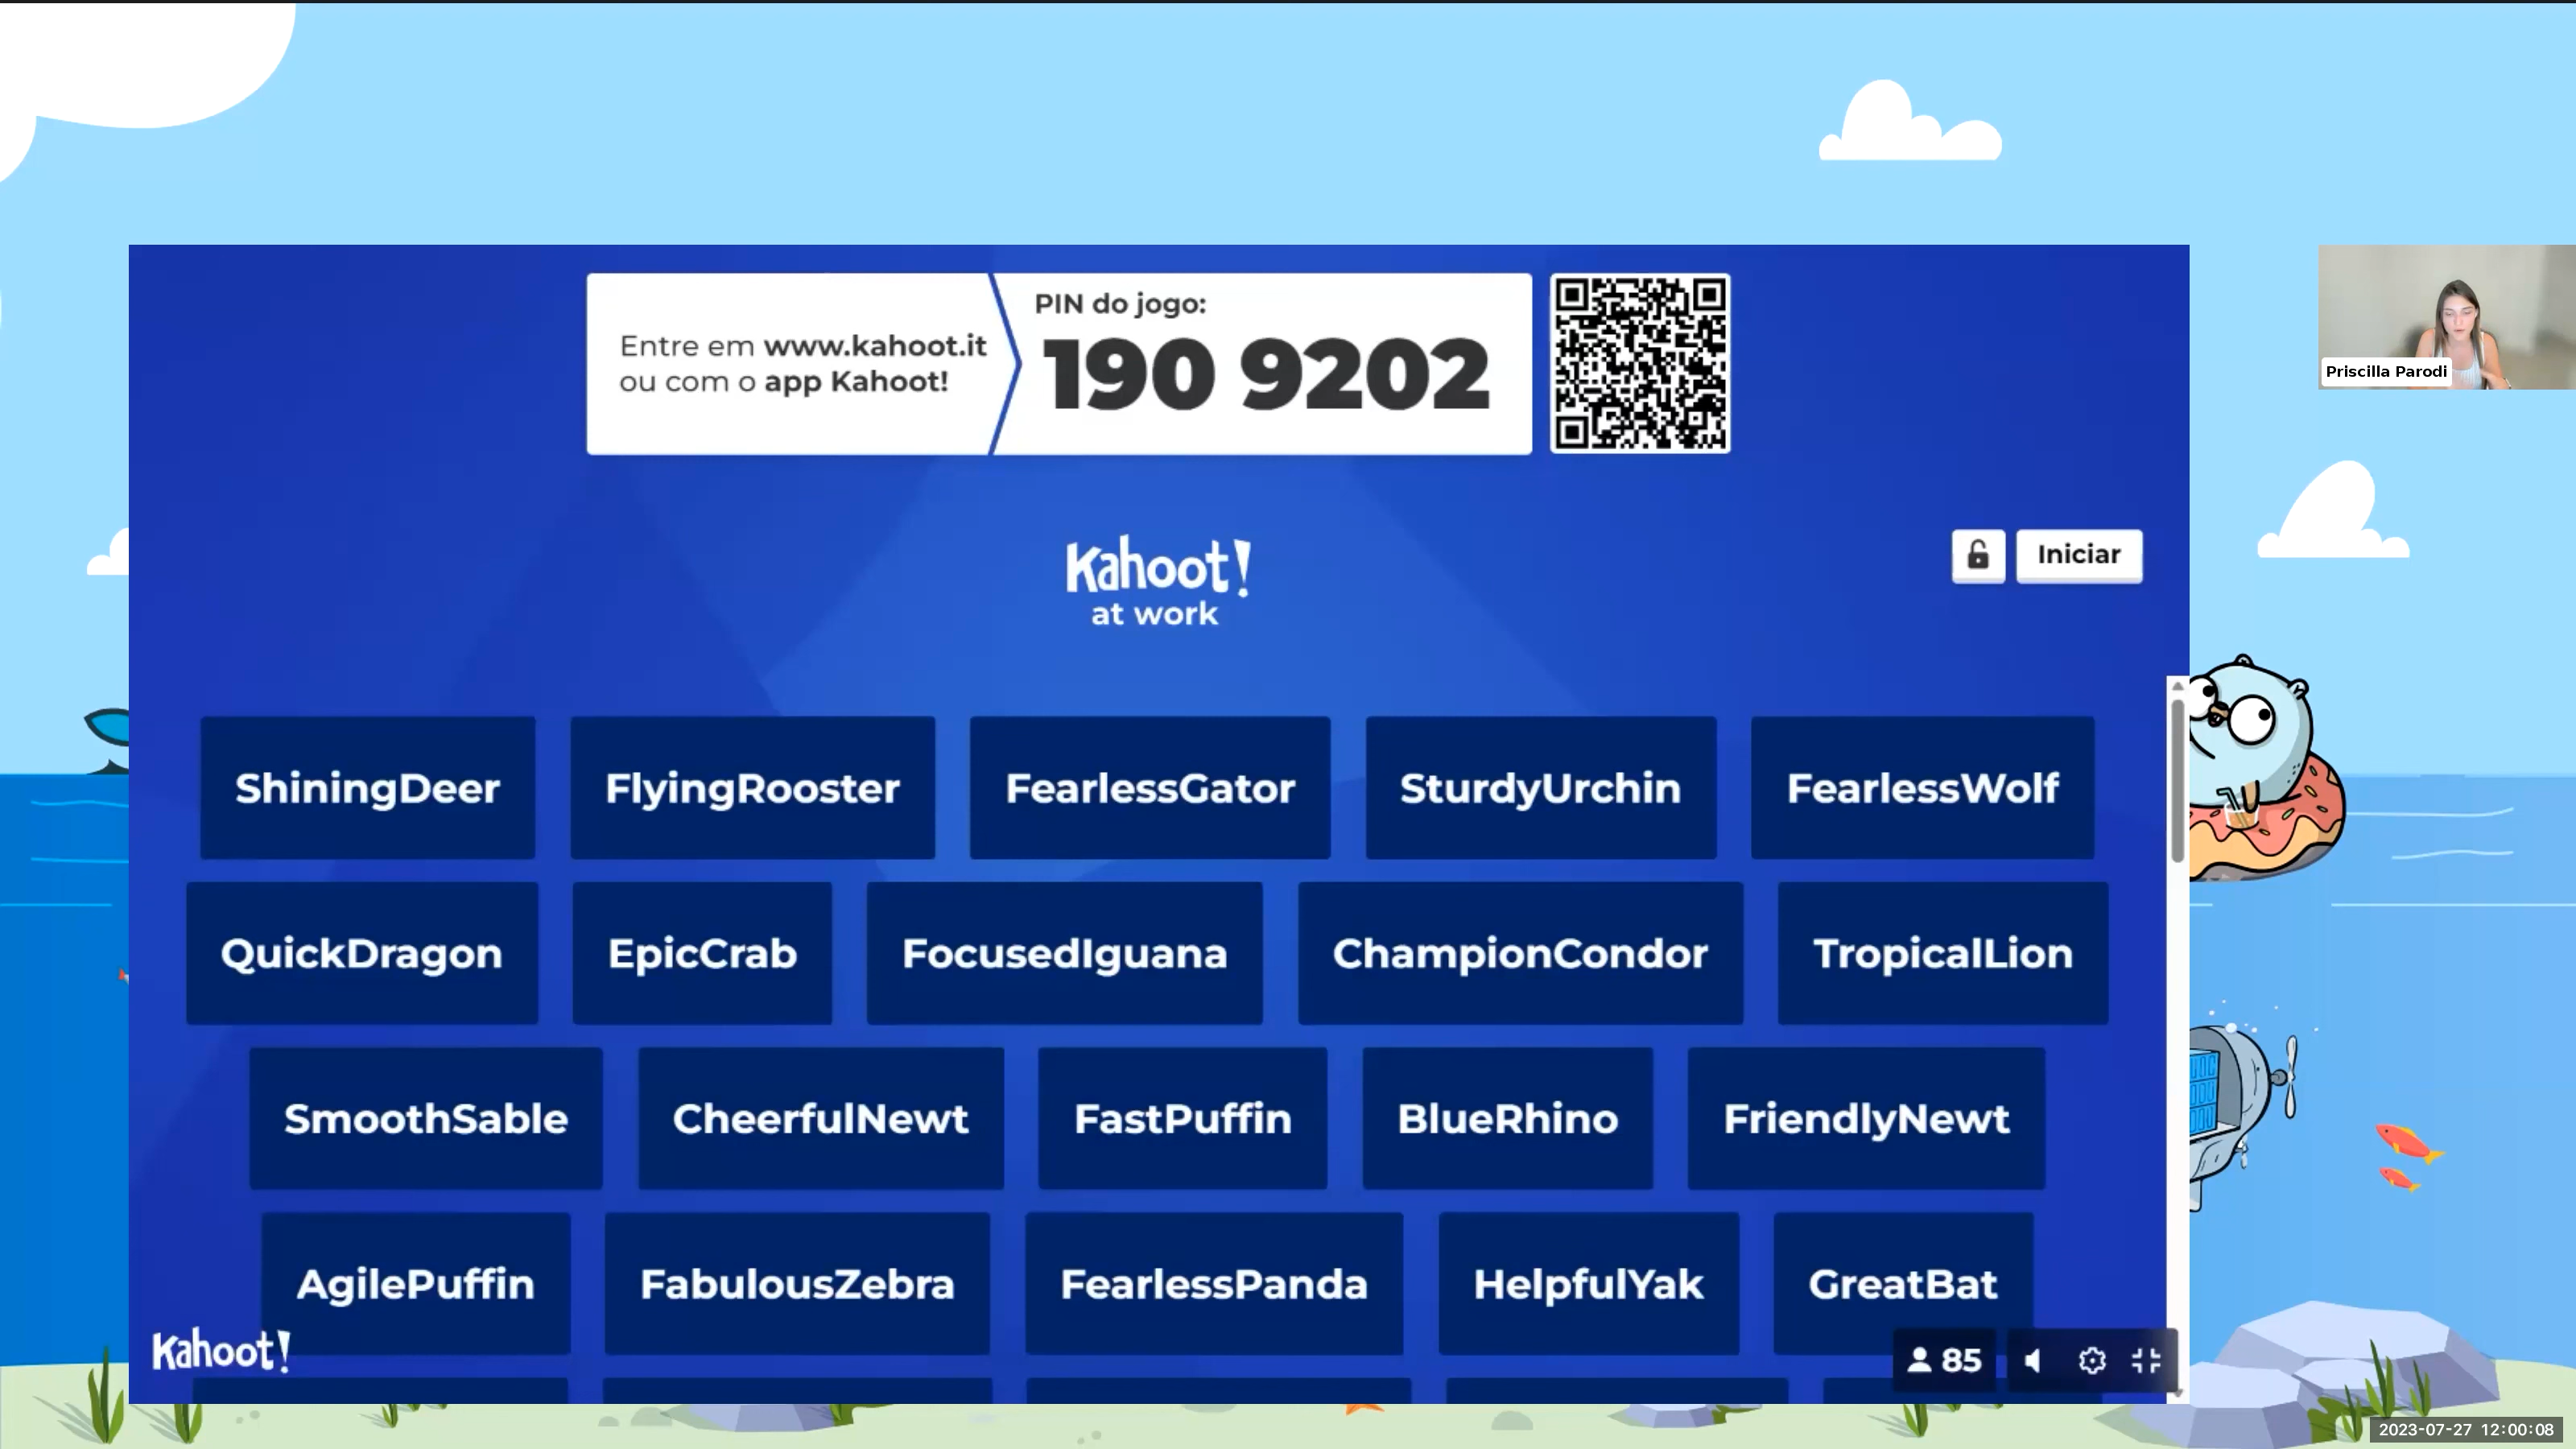 Entre em www.kahoot.it
ou com o app Kahoot!
PIN do jogo:
190 9202
Kahoot!
at work
Iniciar
Priscilla Parodi
ShiningDeer
FlyingRooster
FearlessGator
SturdyUrchin
FearlessWolf
QuickDragon
EpicCrab
FocusedIguana
ChampionCondor
TropicalLion
SmoothSable
CheerfulNewt
FastPuffin
BlueRhino
FriendlyNewt
AgilePuffin
FabulousZebra
FearlessPanda
HelpfulYak
GreatBat
Kahoot!
85
2023-07-27 12:00:08